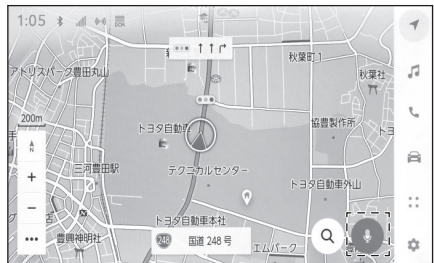 1:05
秋葉町1
アトリスパーク豊田丸山
秋葉社
200m
トヨタ自動車
協豊製作所
トヨ
N
三河豊田駅
テクニカルセンター
トヨタ自動車外山
トヨタ自動車本社
豊興神明社
248
国道 248 号
エムパーク